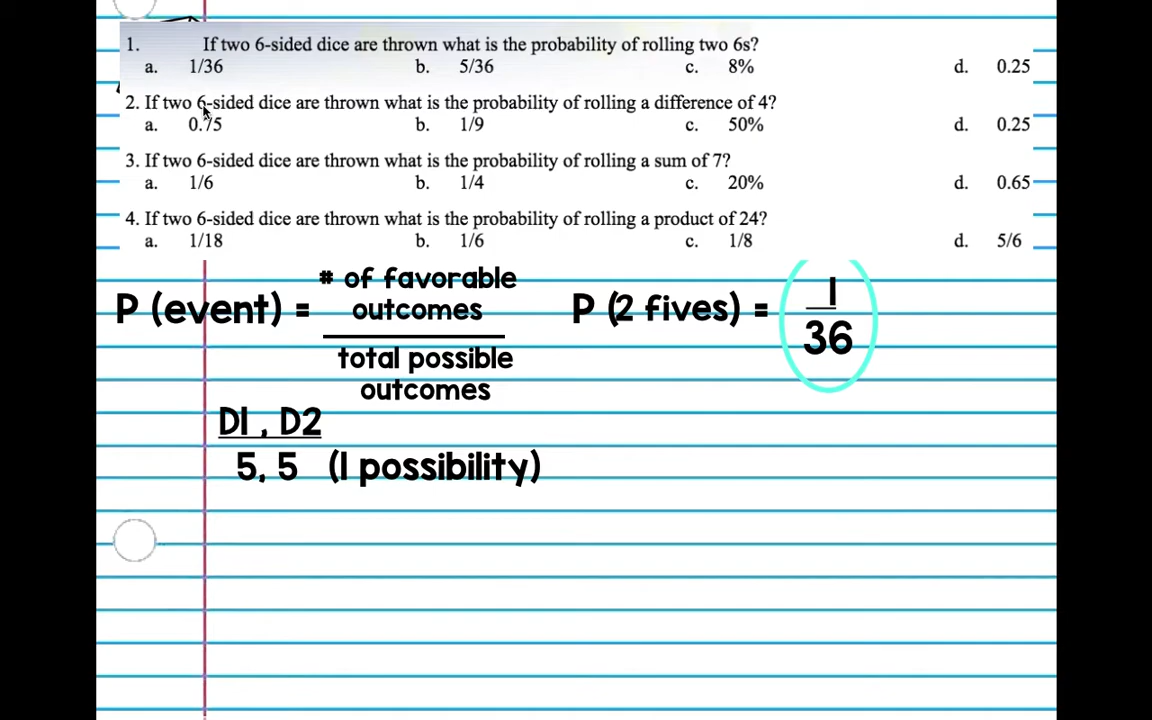 1. If two 6-sided dice are thrown what is the probability of rolling two 6s?
a. 1/36 b. 5/36 c. 8% d. 0.25
2. If two 6-sided dice are thrown what is the probability of rolling a difference of 4?
a. 0.75 b. 1/9 c. 50% d. 0.25
3. If two 6-sided dice are thrown what is the probability of rolling a sum of 7?
a. 1/6 b. 1/4 c. 20% d. 0.65
4. If two 6-sided dice are thrown what is the probability of rolling a product of 24?
a. 1/18 b. 1/6 c. 1/8 d. 5/6
# of favorable
outcomes
P (event) =
total possible
outcomes
P (2 fives) =
1
36
D1 , D2
5, 5 (1 possibility)